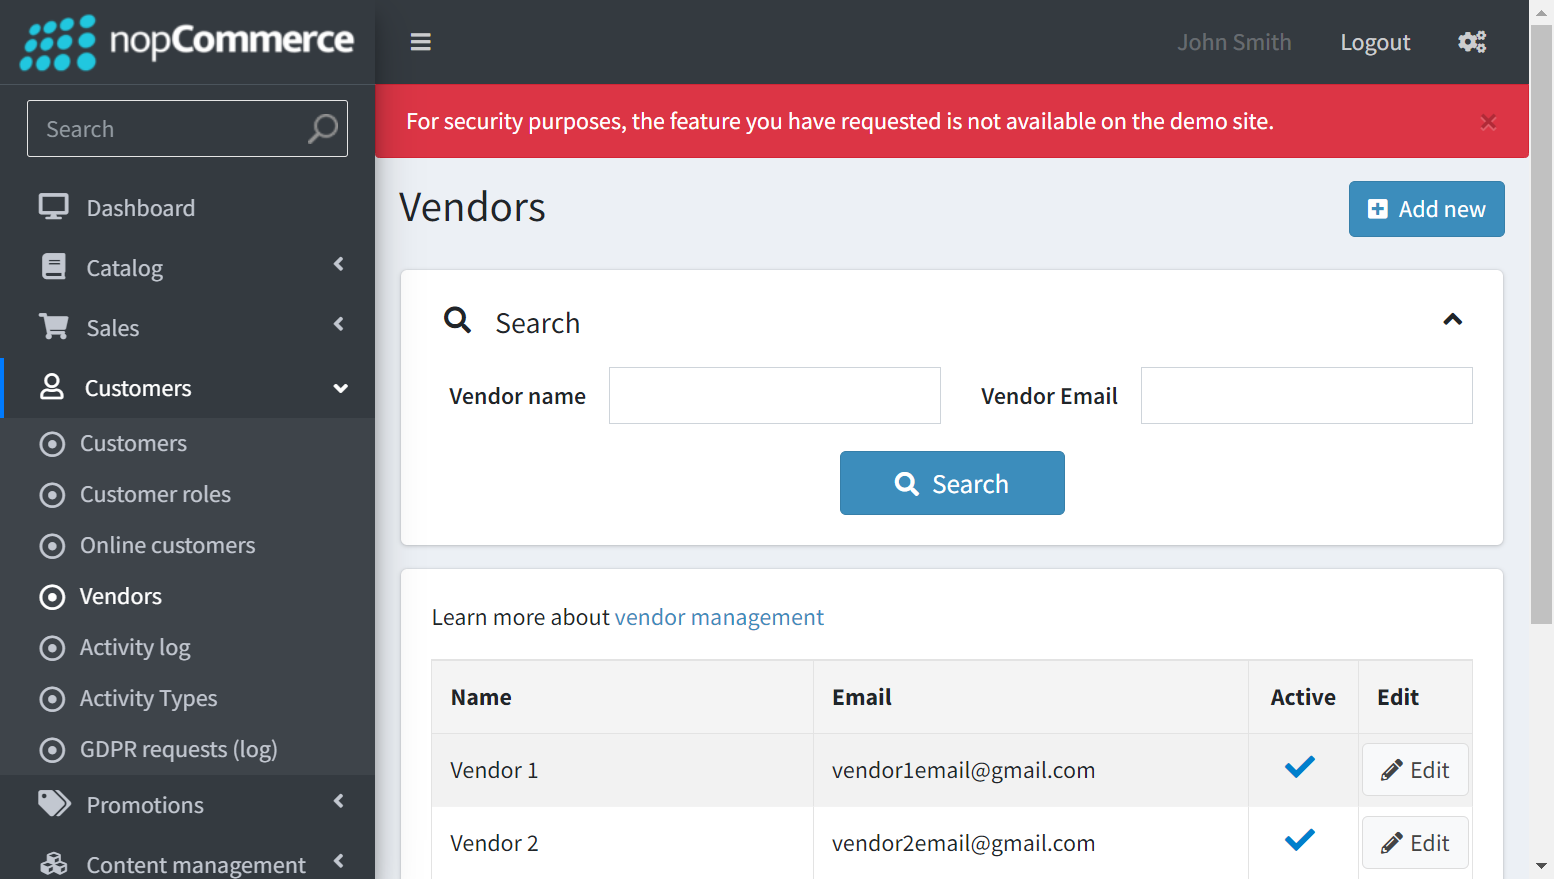 nopCommerce
John Smith
Logout
Search
For security purposes, the feature you have requested is not available on the demo site.
×
Dashboard
Catalog
Sales
Customers
Customers
Customer roles
Online customers
Vendors
Activity log
Activity Types
GDPR requests (log)
Promotions
Content management
Vendors
Add new
Search
Vendor name
Vendor Email
Search
Learn more about vendor management
Name Email Active Edit
Vendor 1 vendor1email@gmail.com Edit
Vendor 2 vendor2email@gmail.com Edit